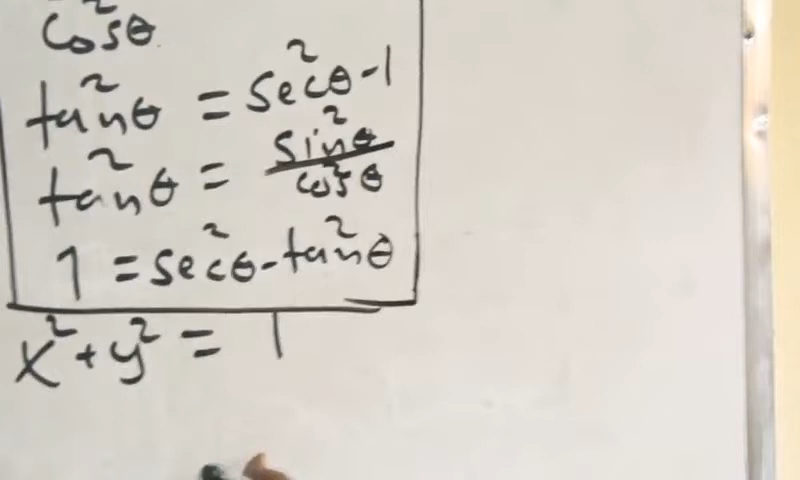 cos²θ
tan²θ = sec²θ-1
tan²θ = sin²θ/cos²θ
1 = sec²θ-tan²θ
x²+y² = 1